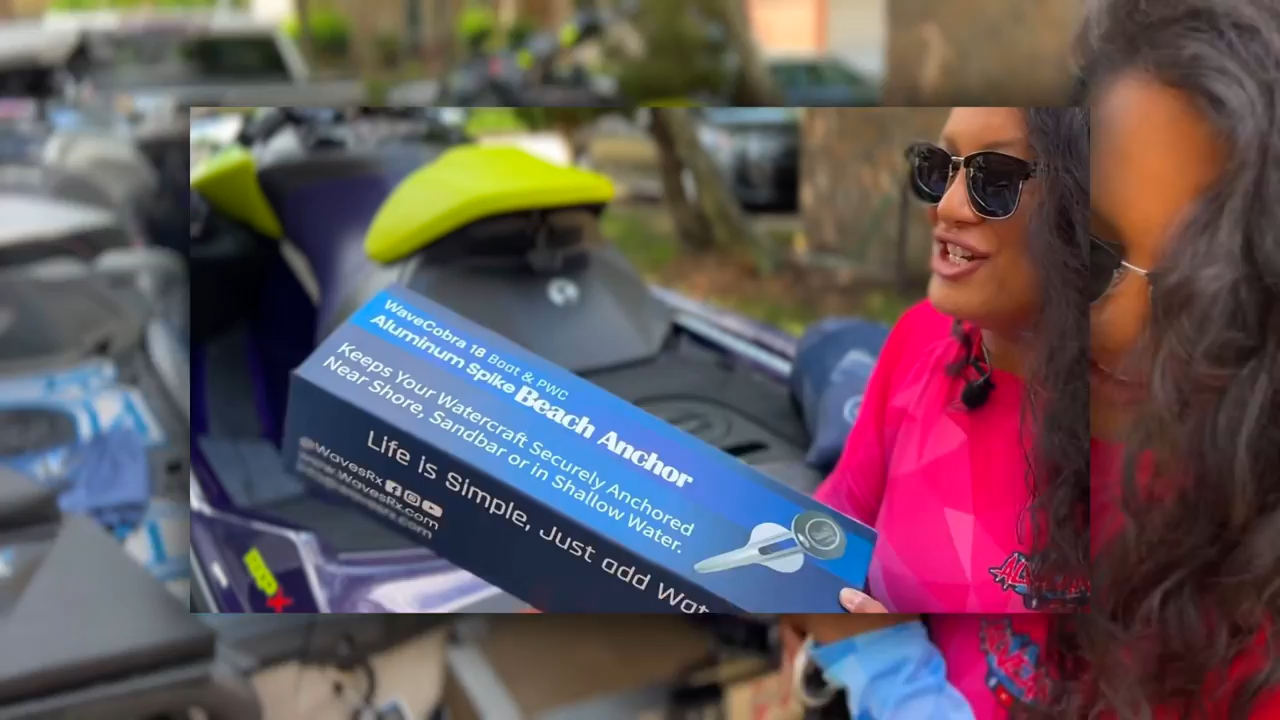 WaveCobra 18 Boat & PWC
Aluminum Spike Beach Anchor
Keeps Your Watercraft Securely Anchored
Near Shore, Sandbar or in Shallow Water.
Life is Simple, Just add Wat
@WavesRx
www.WavesRx.com